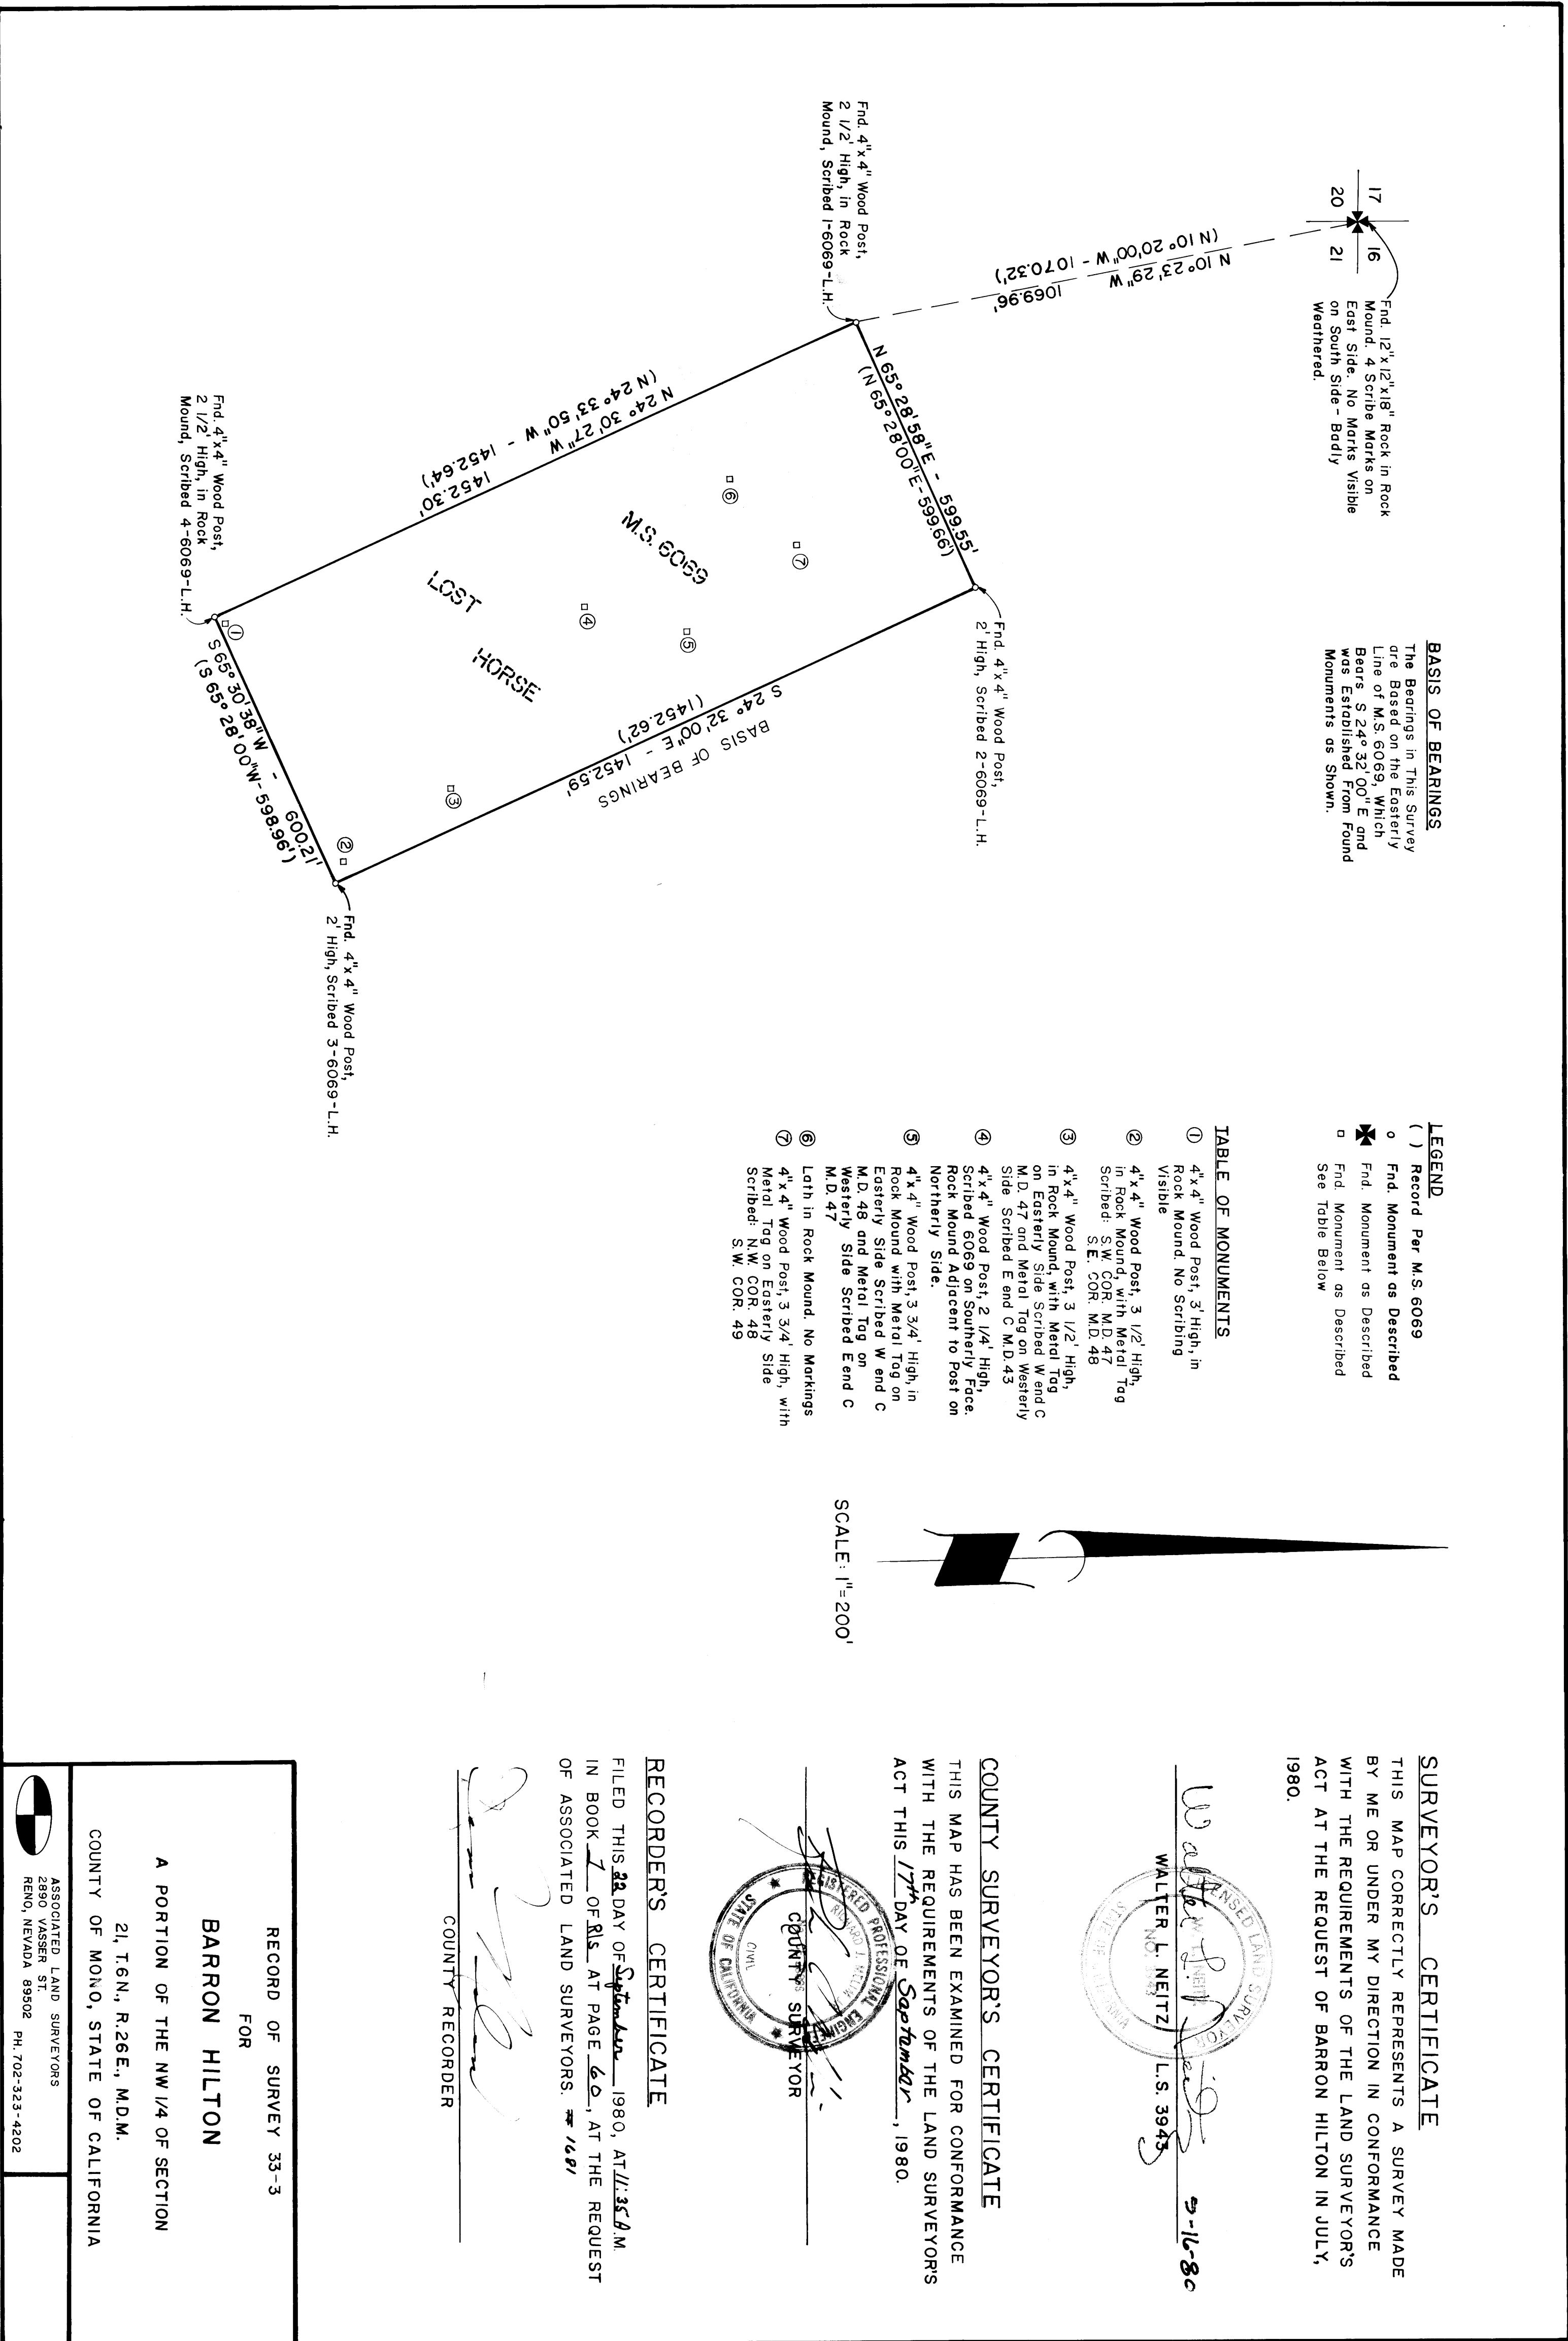 17 16
20 21
Fnd. 12"x12"x18" Rock in Rock
Mound. 4 Scribe Marks on
East Side. No Marks Visible
on South Side - Badly
Weathered.
N 10° 23' 29" W 1069.96'
(N 10° 20' 00" W - 1070.32')
Fnd. 4"x4" Wood Post,
2 1/2' High, in Rock
Mound, Scribed 1-6069-L.H.
N 65° 28' 58" E - 599.55'
(N 65° 28' 00" E - 599.66')
Fnd. 4"x4" Wood Post,
2' High, Scribed 2-6069-L.H.
N 24° 30' 27" W 1452.30'
(N 24° 33' 50" W - 1452.64')
M.S. 6069
LOST HORSE
⑥
⑦
④
⑤
③
①
②
S 24° 32' 00" E - 1452.59'
(1452.62')
BASIS OF BEARINGS
Fnd. 4"x4" Wood Post,
2 1/2' High, in Rock
Mound, Scribed 4-6069-L.H.
S 65° 30' 38" W - 600.21'
(S 65° 28' 00" W - 598.96')
Fnd. 4"x4" Wood Post,
2' High, Scribed 3-6069-L.H.
BASIS OF BEARINGS
The Bearings in This Survey
are Based on the Easterly
Line of M.S. 6069, Which
Bears S 24° 32' 00" E and
was Established From Found
Monuments as Shown.
LEGEND
( ) Record Per M.S. 6069
o Fnd. Monument as Described
Fnd. Monument as Described
Fnd. Monument as Described
See Table Below
TABLE OF MONUMENTS
① 4"x4" Wood Post, 3' High, in
Rock Mound. No Scribing
Visible
② 4"x4" Wood Post, 3 1/2' High,
in Rock Mound, with Metal Tag
Scribed: S.W. COR. M.D. 47
S.E. COR. M.D. 48
③ 4"x4" Wood Post, 3 1/2' High,
in Rock Mound, with Metal Tag
on Easterly Side Scribed W end C
M.D. 47 and Metal Tag on Westerly
Side Scribed E end C M.D. 43
④ 4"x4" Wood Post, 2 1/4' High,
Scribed 6069 on Southerly Face.
Rock Mound Adjacent to Post on
Northerly Side.
⑤ 4"x4" Wood Post, 3 3/4' High, in
Rock Mound with Metal Tag on
Easterly Side Scribed W end C
M.D. 48 and Metal Tag on
Westerly Side Scribed E end C
M.D. 47
⑥ Lath in Rock Mound. No Markings
⑦ 4"x4" Wood Post, 3 3/4' High, with
Metal Tag on Easterly Side
Scribed: N.W. COR. 48
S.W. COR. 49
SCALE: 1"=200'
SURVEYOR'S CERTIFICATE
THIS MAP CORRECTLY REPRESENTS A SURVEY MADE
BY ME OR UNDER MY DIRECTION IN CONFORMANCE
WITH THE REQUIREMENTS OF THE LAND SURVEYOR'S
ACT AT THE REQUEST OF BARRON HILTON IN JULY,
1980.
Walter L. Neitz 9-16-80
WALTER L. NEITZ L.S. 3943
COUNTY SURVEYOR'S CERTIFICATE
THIS MAP HAS BEEN EXAMINED FOR CONFORMANCE
WITH THE REQUIREMENTS OF THE LAND SURVEYOR'S
ACT THIS 17th DAY OF September, 1980.
COUNTY SURVEYOR
REGISTERED PROFESSIONAL ENGINEER
CIVIL
STATE OF CALIFORNIA
RECORDER'S CERTIFICATE
FILED THIS 22 DAY OF September 1980, AT 11:35 A.M.
IN BOOK 7 OF R/s AT PAGE 60, AT THE REQUEST
OF ASSOCIATED LAND SURVEYORS. # 1681
COUNTY RECORDER
RECORD OF SURVEY 33-3
FOR
BARRON HILTON
A PORTION OF THE NW 1/4 OF SECTION
21, T.6N., R.26E., M.D.M.
COUNTY OF MONO, STATE OF CALIFORNIA
ASSOCIATED LAND SURVEYORS
2890 VASSER ST.
RENO, NEVADA 89502 PH. 702-323-4202